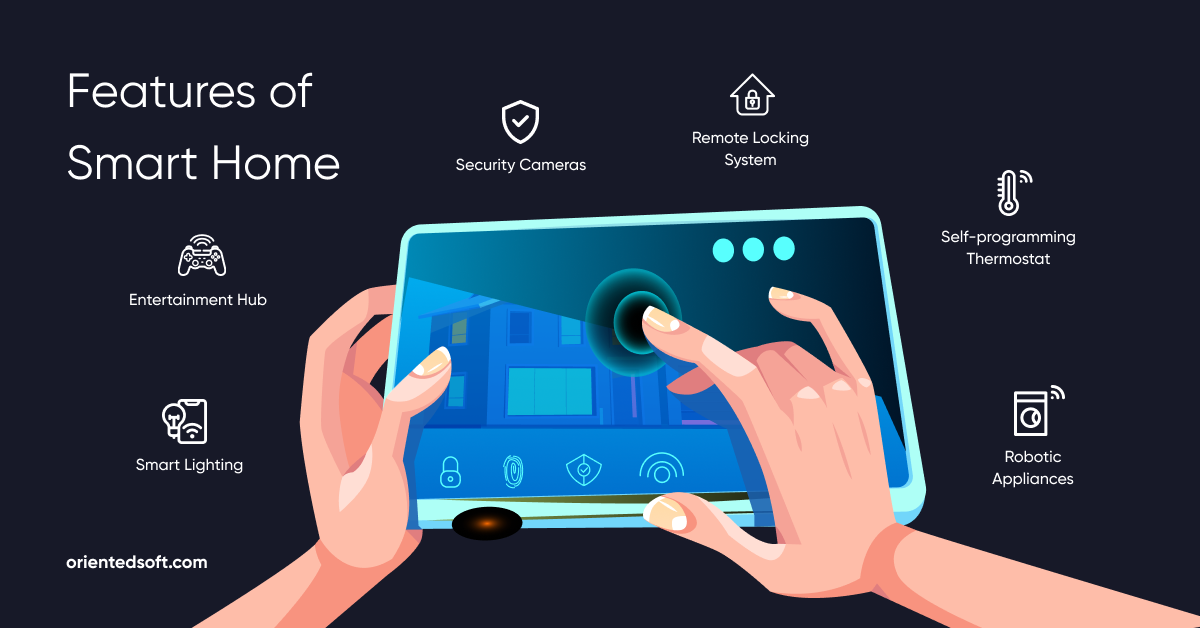 Features of
Smart Home
Security Cameras
Remote Locking
System
Self-programming
Thermostat
Entertainment Hub
Smart Lighting
Robotic
Appliances
orientedsoft.com